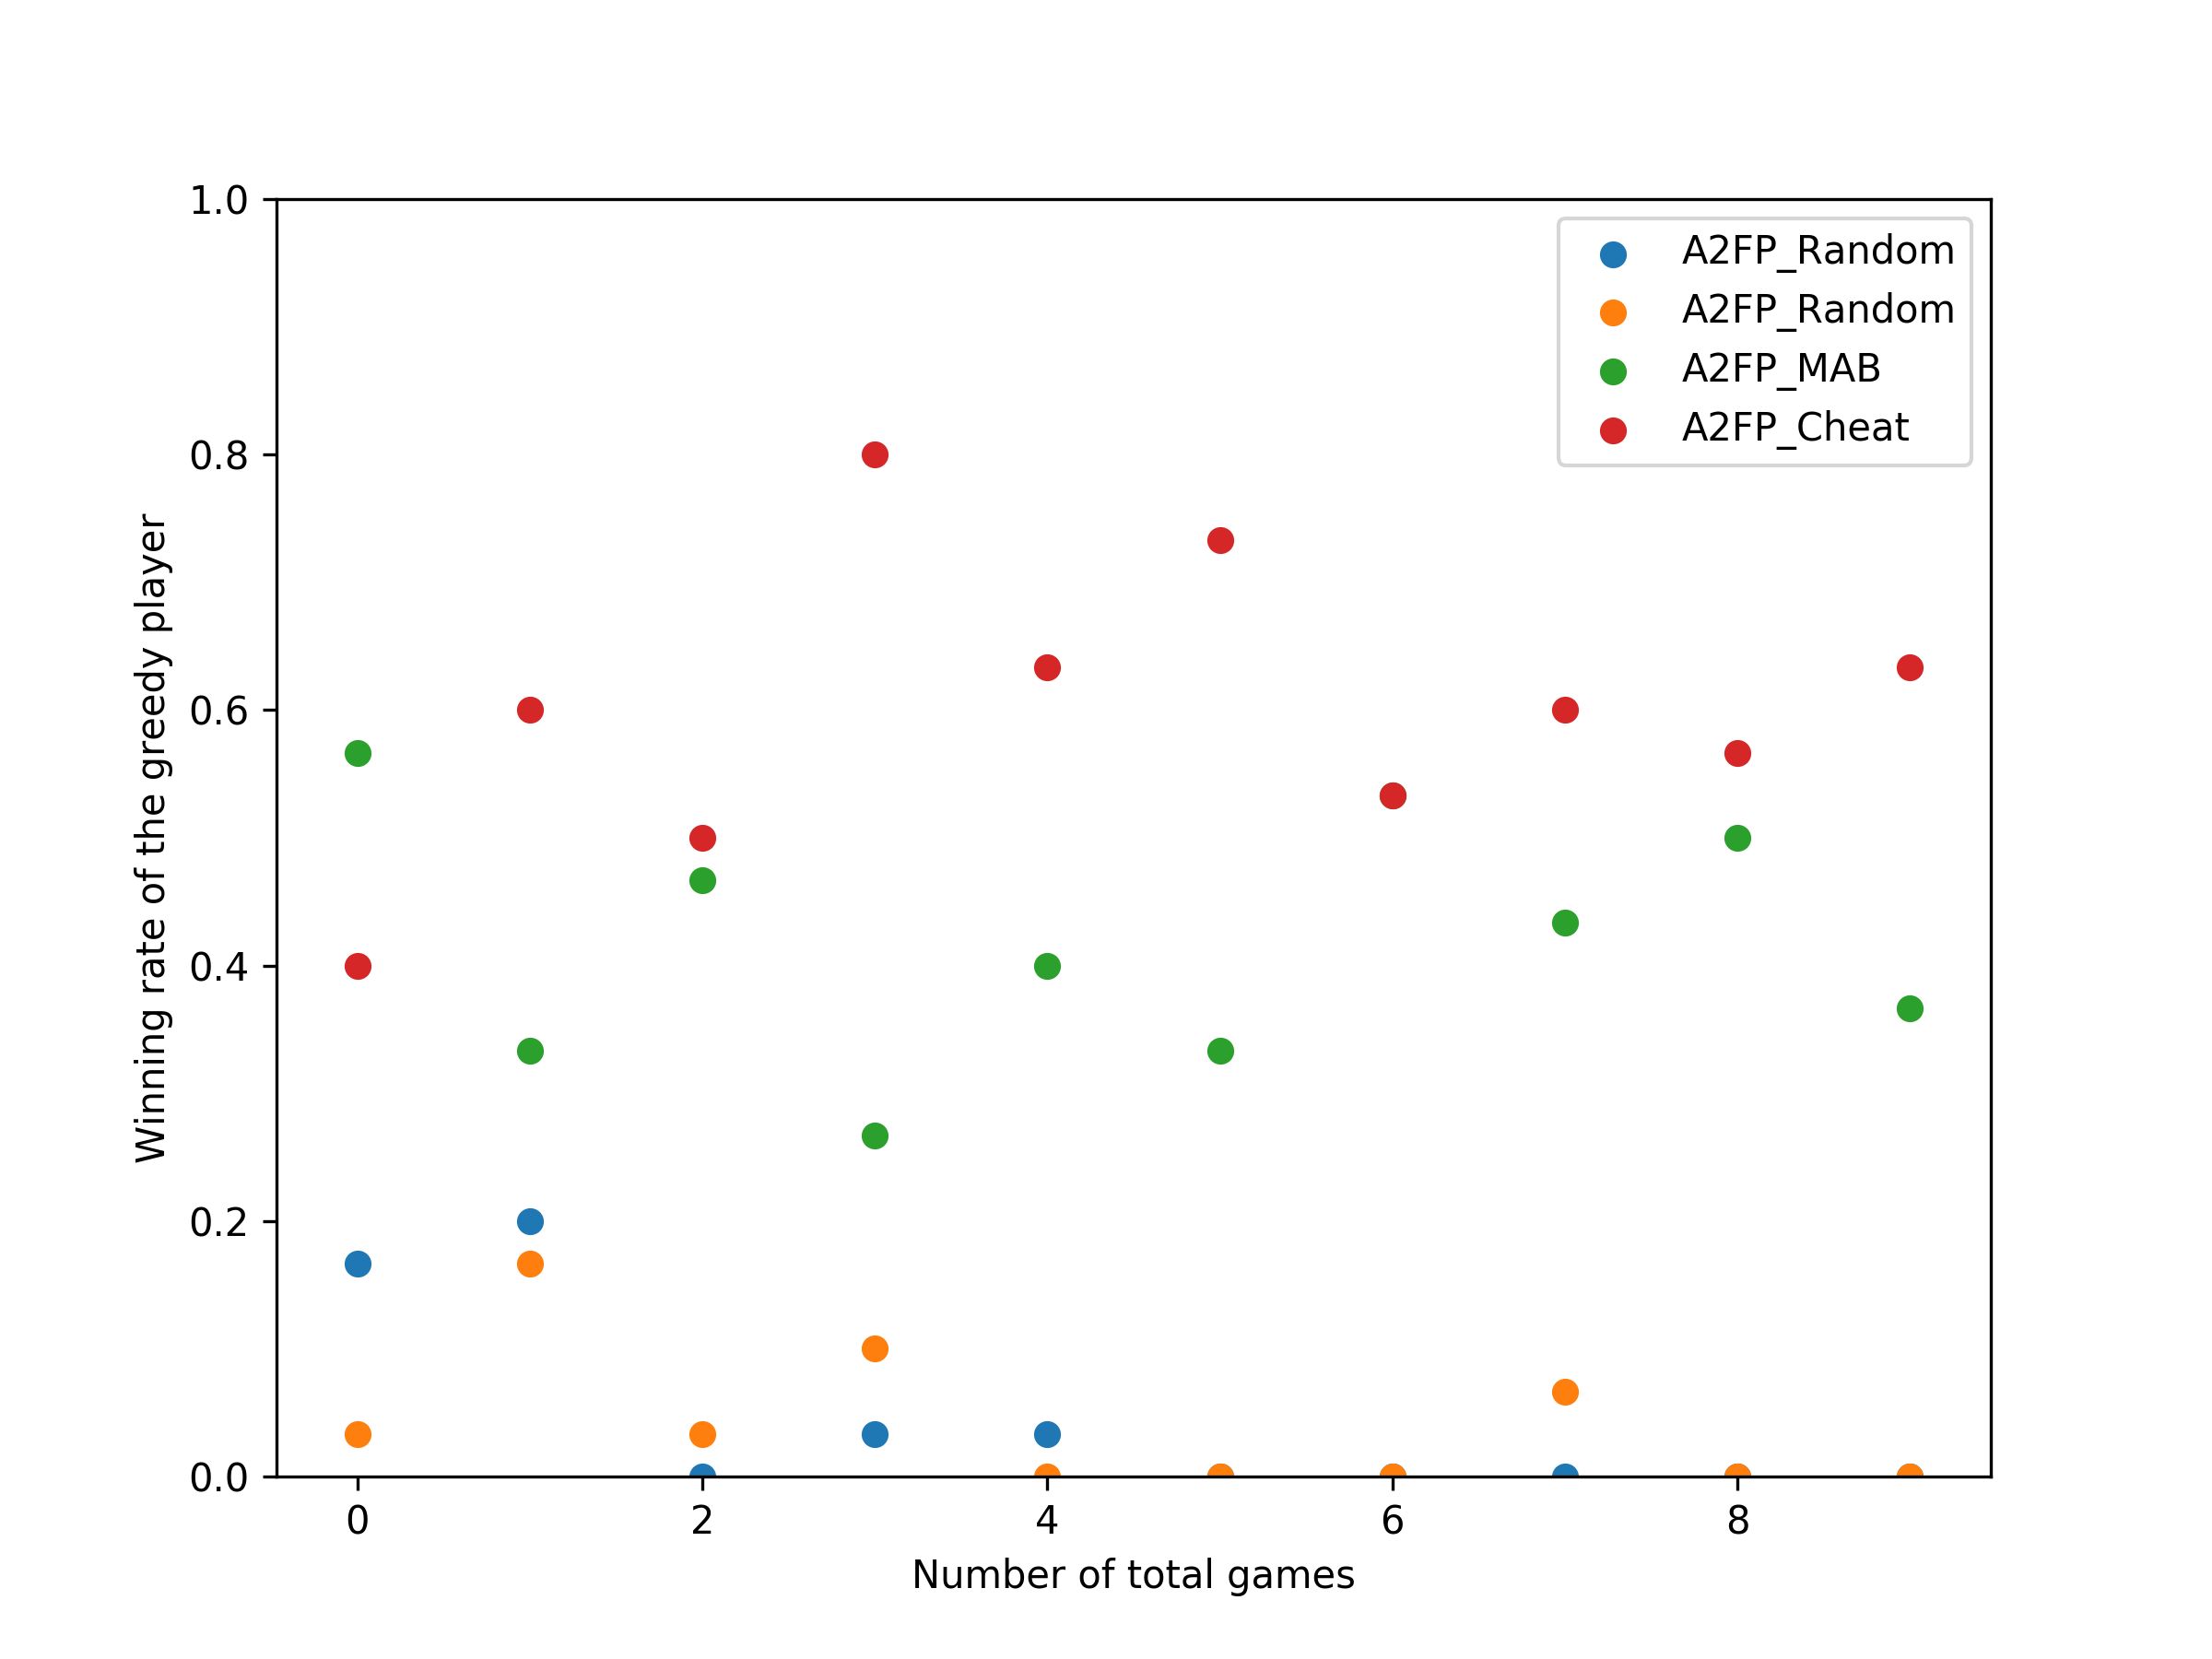 1.0
0.8
0.6
0.4
0.2
0.0
Winning rate of the greedy player
A2FP_Random
A2FP_Random
A2FP_MAB
A2FP_Cheat
0 2 4 6 8
Number of total games